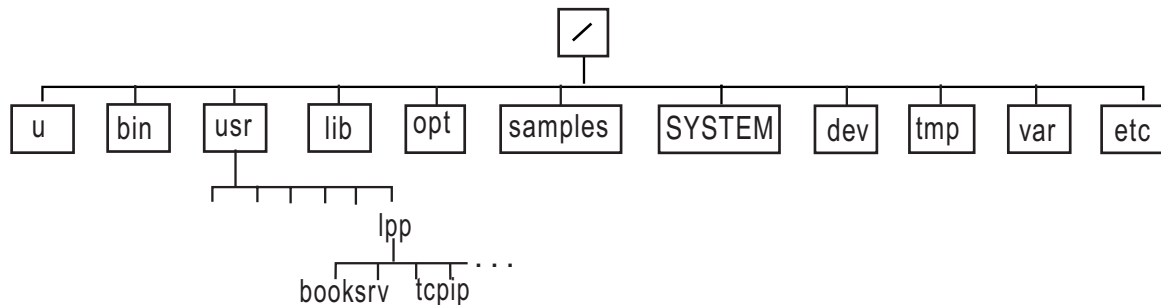 /
u bin usr lib opt samples SYSTEM dev tmp var etc
lpp
. . .
booksrv tcpip